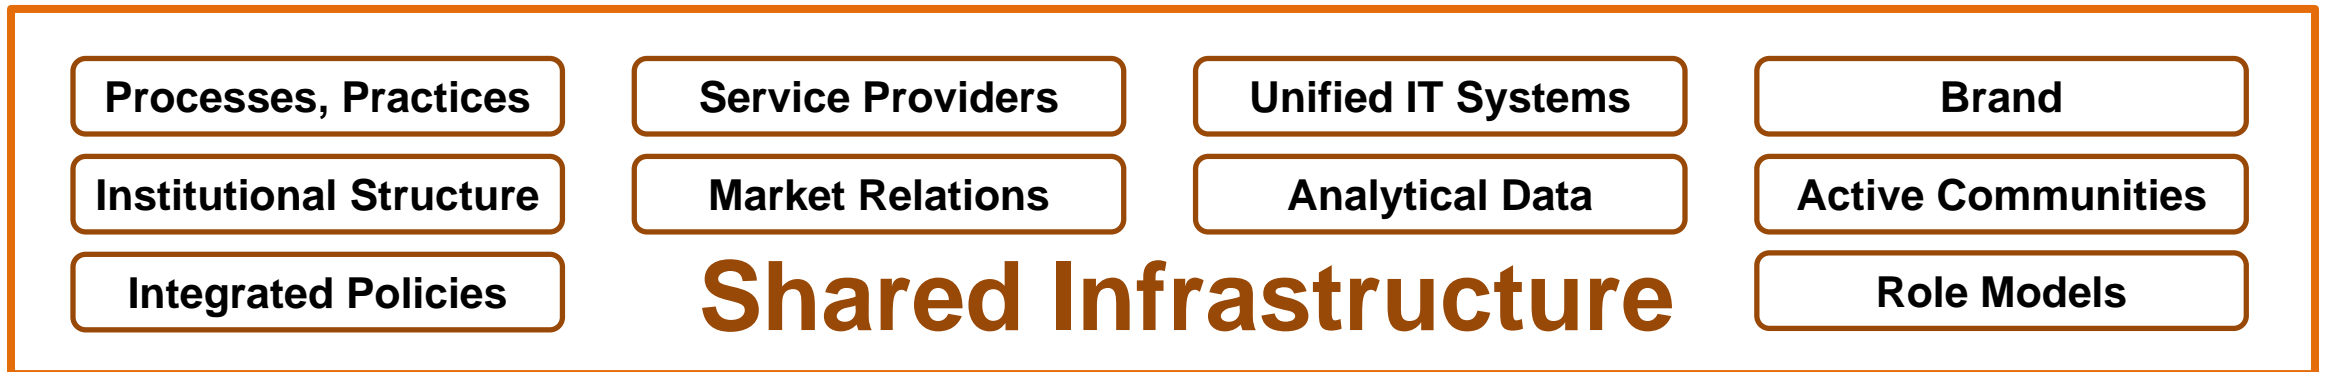 Processes, Practices
Service Providers
Unified IT Systems
Brand
Institutional Structure
Market Relations
Analytical Data
Active Communities
Integrated Policies
Shared Infrastructure
Role Models